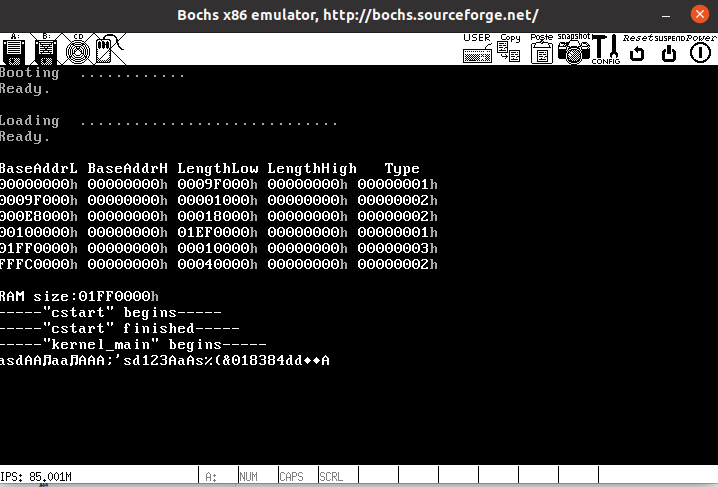 Bochs x86 emulator, http://bochs.sourceforge.net/
A: B: CD USER Copy Paste snapshot CONFIG Reset SUSPEND Power
Booting ............
Ready.
Loading .............................
Ready.
BaseAddrL BaseAddrH LengthLow LengthHigh Type
00000000h 00000000h 0009F000h 00000000h 00000001h
0009F000h 00000000h 00001000h 00000000h 00000002h
000E8000h 00000000h 00018000h 00000000h 00000002h
00100000h 00000000h 01EF0000h 00000000h 00000001h
01FF0000h 00000000h 00010000h 00000000h 00000003h
FFFC0000h 00000000h 00040000h 00000000h 00000002h
RAM size:01FF0000h
-----"cstart" begins-----
-----"cstart" finished-----
-----"kernel_main" begins-----
asdAA♫aa♫AAA;'sd123AaAs%(&018384dd♦♦A
IPS: 85.001M A: NUM CAPS SCRL